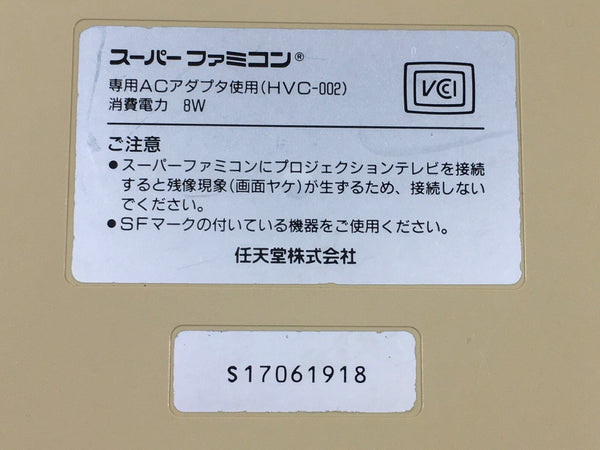 スーパーファミコン®
専用ACアダプタ使用(HVC-002)
消費電力 8W
VCCI
ご注意
●スーパーファミコンにプロジェクションテレビを接続
すると残像現象(画面ヤケ)が生ずるため、接続しない
でください。
●SFマークの付いている機器をご使用ください。
任天堂株式会社
S17061918